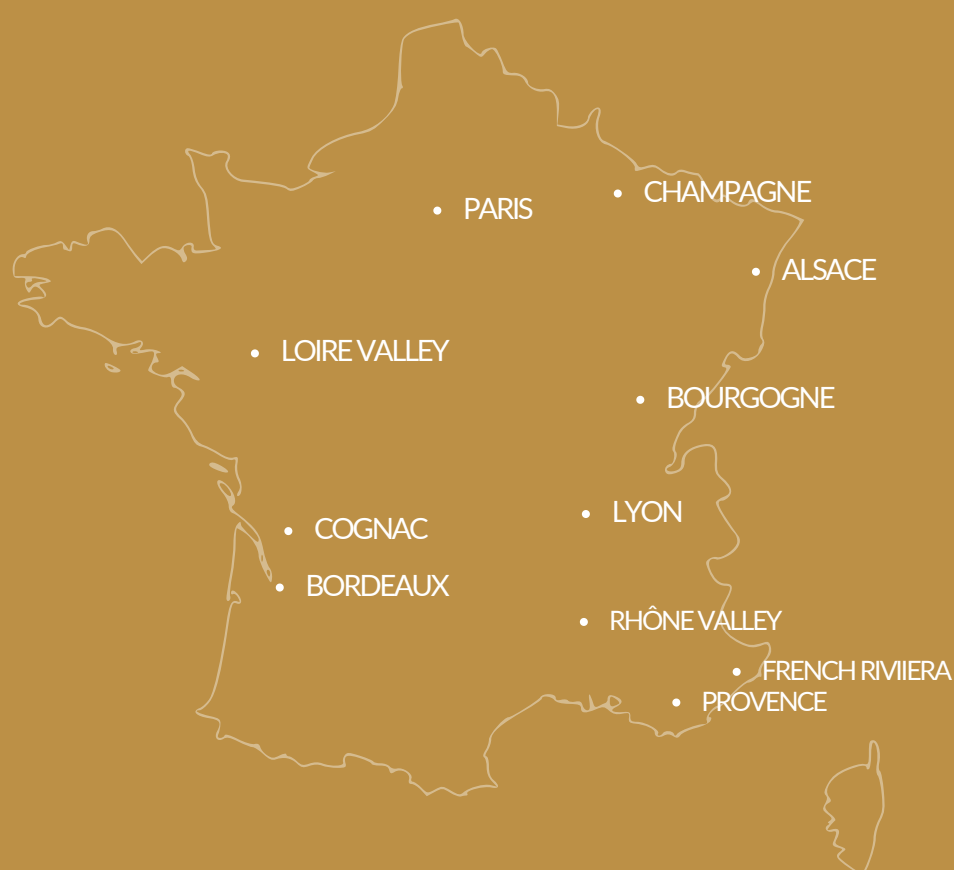 CHAMPAGNE
PARIS
ALSACE
LOIRE VALLEY
BOURGOGNE
LYON
COGNAC
BORDEAUX
RHÔNE VALLEY
FRENCH RIVIIERA
PROVENCE